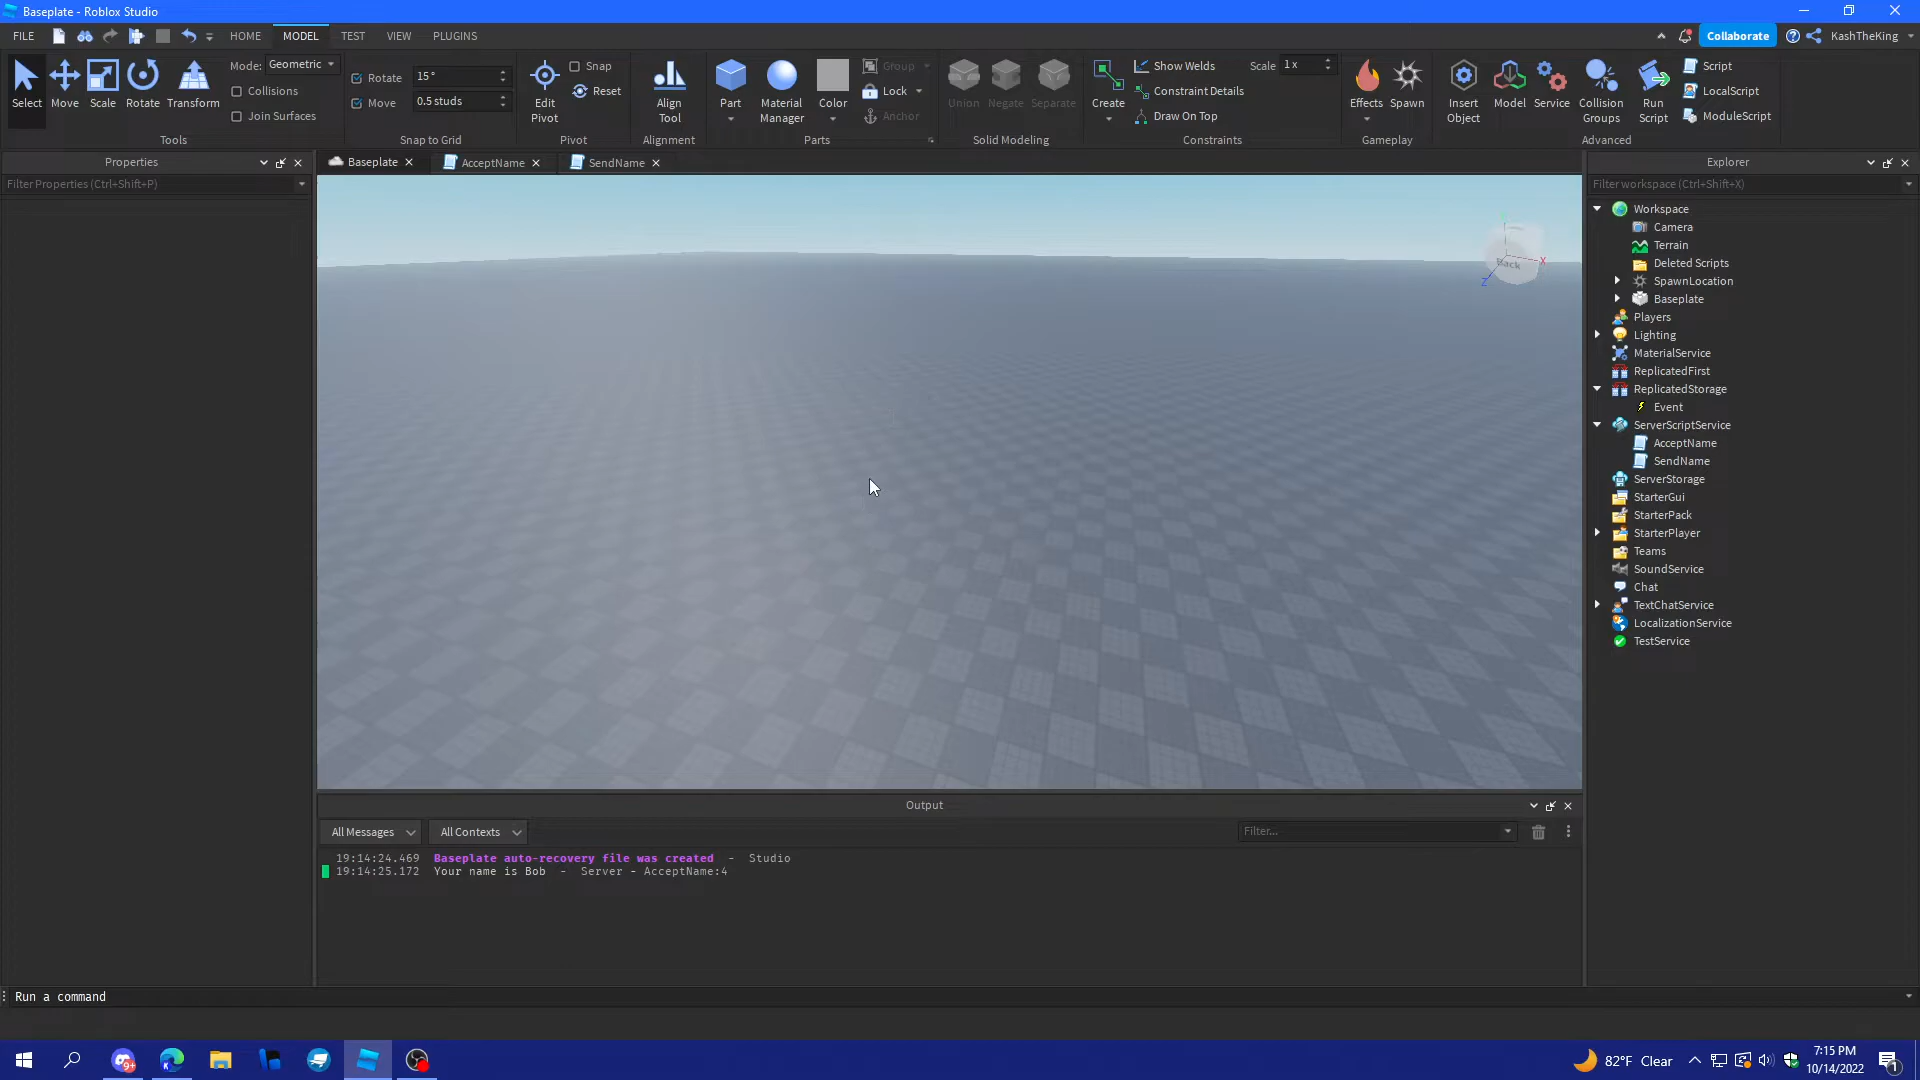 Baseplate - Roblox Studio
FILE HOME MODEL TEST VIEW PLUGINS Collaborate KashTheKing
Select Move Scale Rotate Transform
Mode: Geometric
Collisions
Join Surfaces
Tools
Rotate 15°
Move 0.5 studs
Snap to Grid
Edit Pivot
Snap
Reset
Pivot
Align Tool
Alignment
Part
Material Manager
Color
Group
Lock
Anchor
Parts
Union Negate Separate
Solid Modeling
Create
Show Welds
Scale 1 x
Constraint Details
Draw On Top
Constraints
Effects Spawn
Gameplay
Insert Object
Model Service
Collision Groups
Run Script
Script
LocalScript
ModuleScript
Advanced
Properties
Filter Properties (Ctrl+Shift+P)
Baseplate AcceptName SendName
Back
X
Z
Explorer
Filter workspace (Ctrl+Shift+X)
Workspace
Camera
Terrain
Deleted Scripts
SpawnLocation
Baseplate
Players
Lighting
MaterialService
ReplicatedFirst
ReplicatedStorage
Event
ServerScriptService
AcceptName
SendName
ServerStorage
StarterGui
StarterPack
StarterPlayer
Teams
SoundService
Chat
TextChatService
LocalizationService
TestService
Output
All Messages All Contexts Filter...
19:14:24.469 Baseplate auto-recovery file was created - Studio
19:14:25.172 Your name is Bob - Server - AcceptName:4
Run a command
9+
K
82°F Clear
7:15 PM
10/14/2022
1